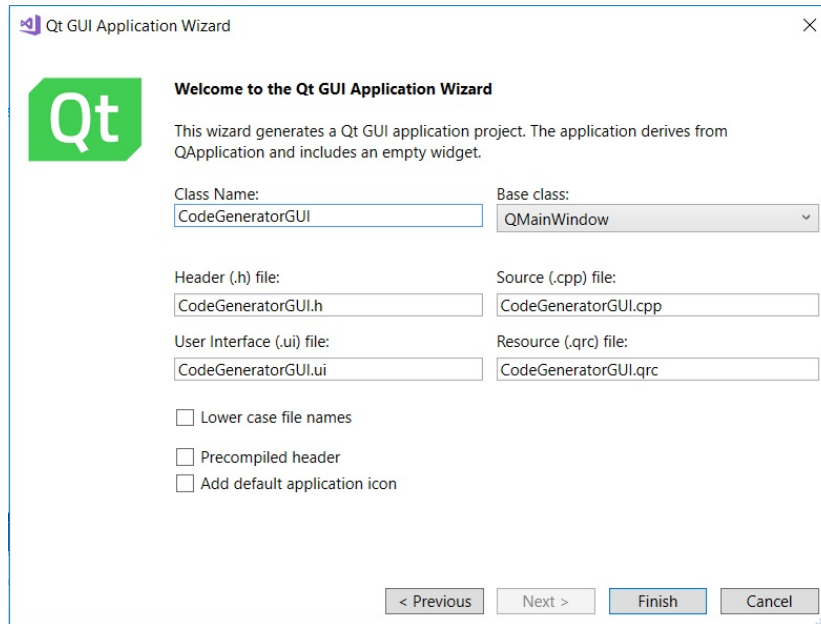 Qt GUI Application Wizard
Qt
Welcome to the Qt GUI Application Wizard
This wizard generates a Qt GUI application project. The application derives from
QApplication and includes an empty widget.
Class Name:
Base class:
CodeGeneratorGUI
QMainWindow
Header (.h) file:
Source (.cpp) file:
CodeGeneratorGUI.h
CodeGeneratorGUI.cpp
User Interface (.ui) file:
Resource (.qrc) file:
CodeGeneratorGUI.ui
CodeGeneratorGUI.qrc
Lower case file names
Precompiled header
Add default application icon
< Previous
Next >
Finish
Cancel